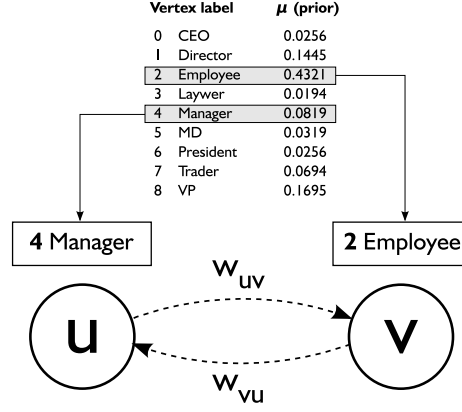 Vertex label μ (prior)
0 CEO 0.0256
1 Director 0.1445
2 Employee 0.4321
3 Laywer 0.0194
4 Manager 0.0819
5 MD 0.0319
6 President 0.0256
7 Trader 0.0694
8 VP 0.1695
4 Manager
2 Employee
w_uv
u
v
w_vu